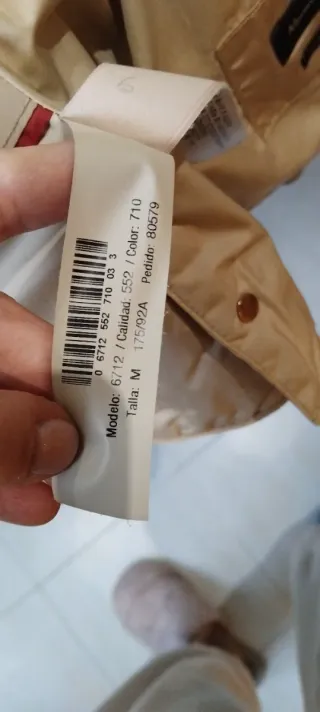 0 6712 552 710 03 3
Modelo: 6712 / Calidad: 552 / Color: 710
Talla: M 175/92A Pedido: 80579